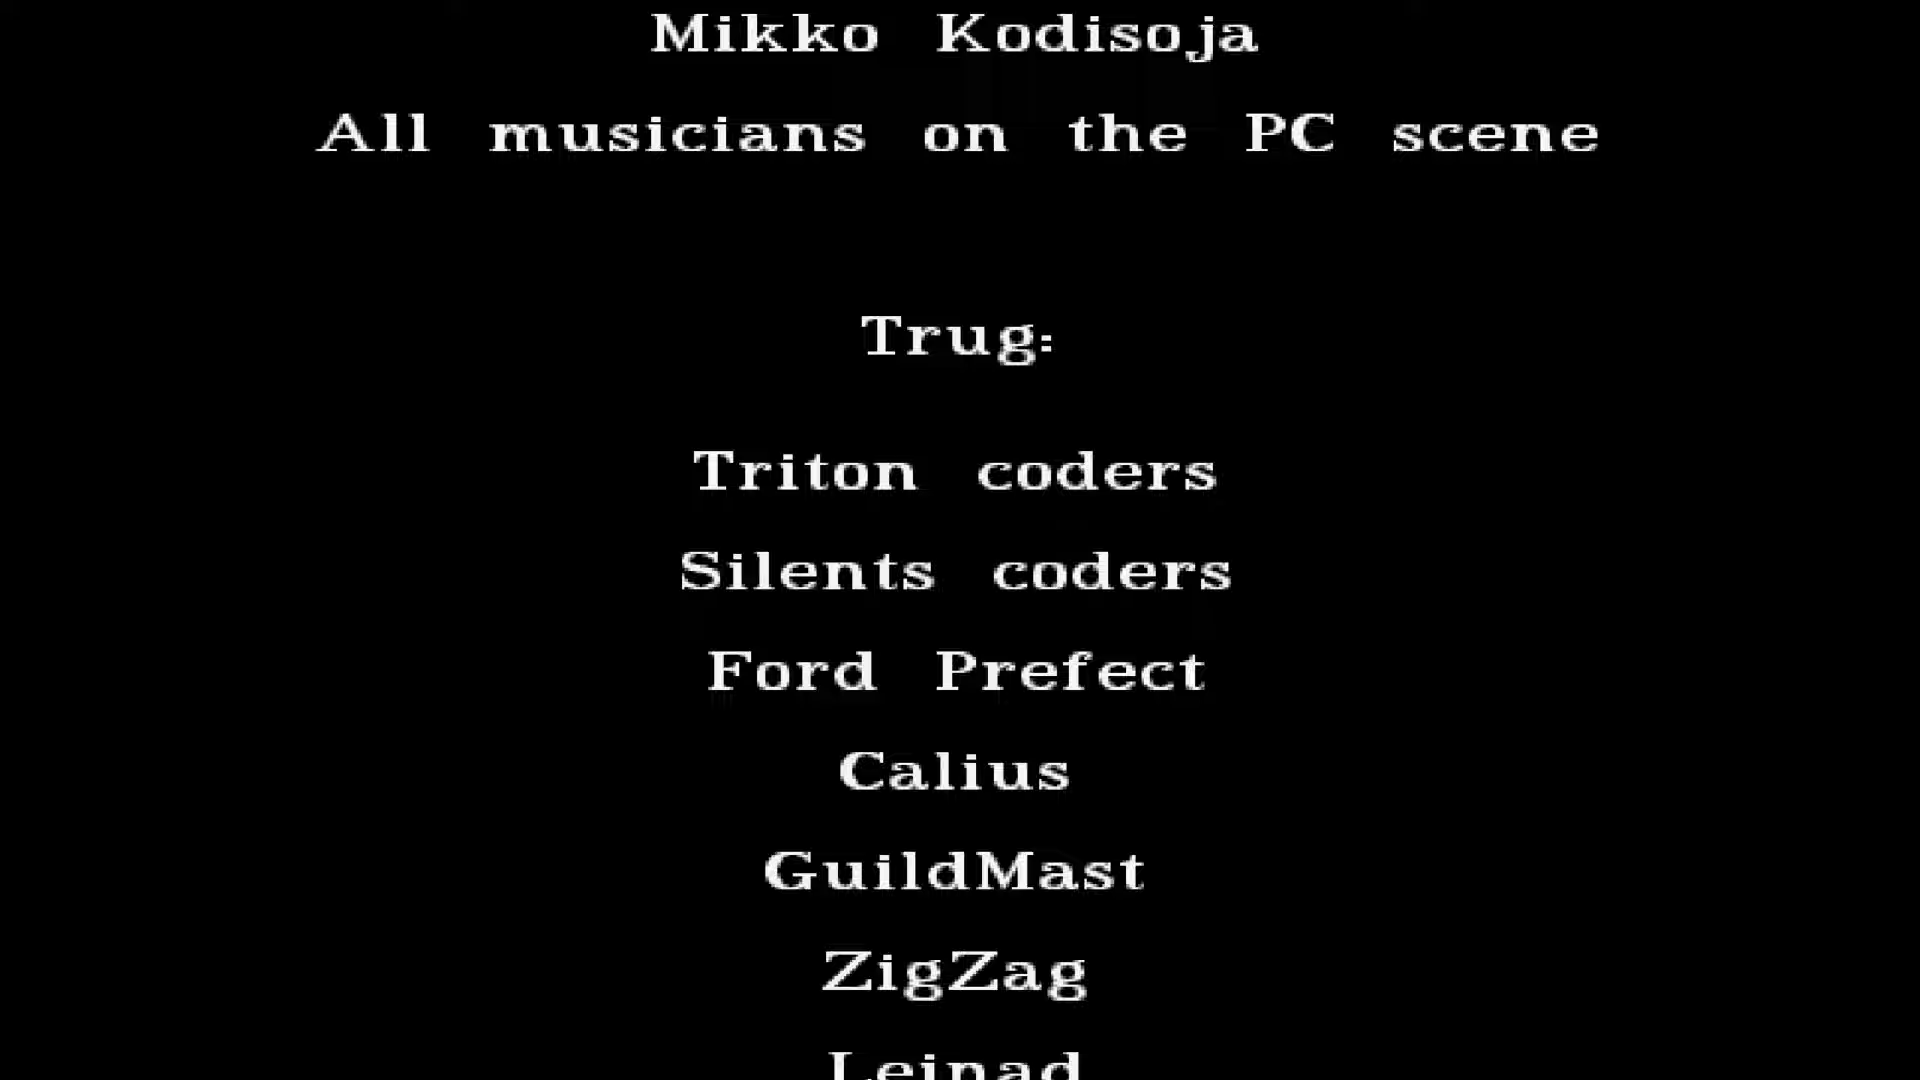 Mikko Kodisoja
All musicians on the PC scene
Trug:
Triton coders
Silents coders
Ford Prefect
Calius
GuildMast
ZigZag
Leinad